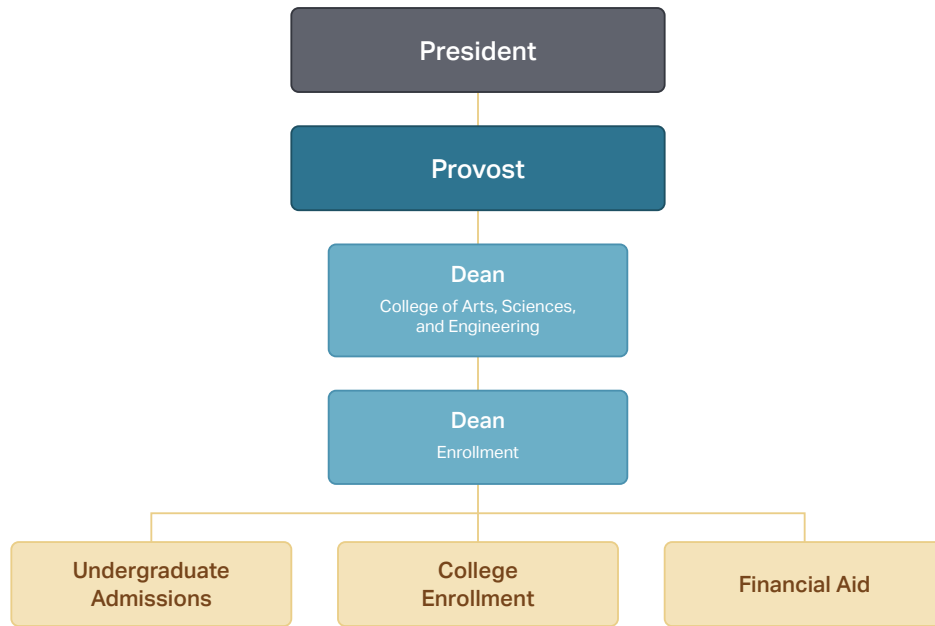 President
Provost
Dean
College of Arts, Sciences,
and Engineering
Dean
Enrollment
Undergraduate
Admissions
College
Enrollment
Financial Aid